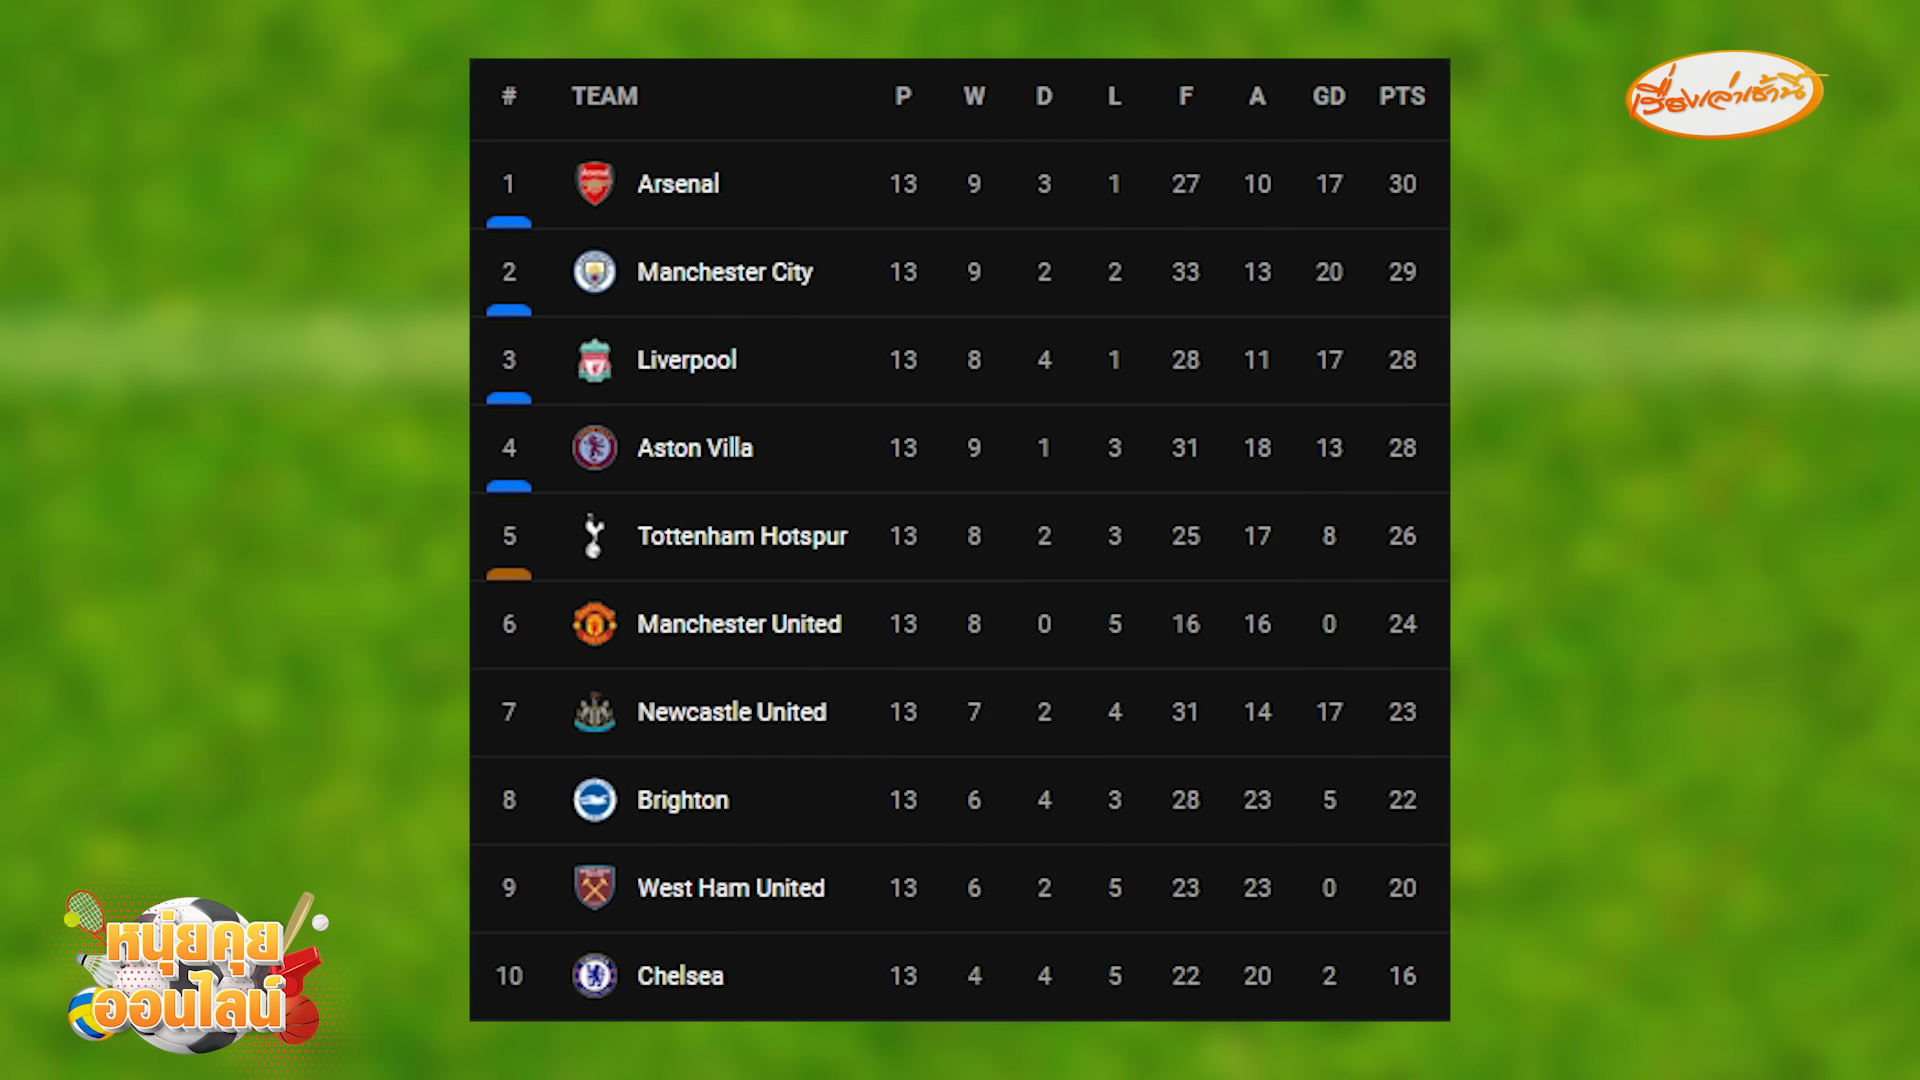 เรื่องเล่าเช้านี้
# TEAM P W D L F A GD PTS
1 Arsenal 13 9 3 1 27 10 17 30
2 Manchester City 13 9 2 2 33 13 20 29
3 Liverpool 13 8 4 1 28 11 17 28
4 Aston Villa 13 9 1 3 31 18 13 28
5 Tottenham Hotspur 13 8 2 3 25 17 8 26
6 Manchester United 13 8 0 5 16 16 0 24
7 Newcastle United 13 7 2 4 31 14 17 23
8 Brighton 13 6 4 3 28 23 5 22
9 West Ham United 13 6 2 5 23 23 0 20
10 Chelsea 13 4 4 5 22 20 2 16
หนุ่ยคุย
ออนไลน์